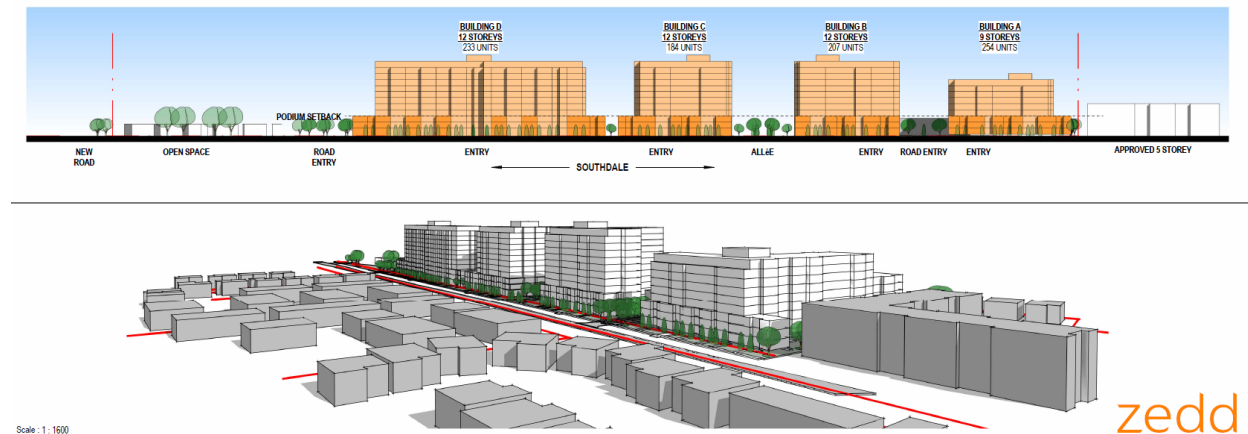 BUILDING D
12 STOREYS
233 UNITS
BUILDING C
12 STOREYS
184 UNITS
BUILDING B
12 STOREYS
207 UNITS
BUILDING A
9 STOREYS
254 UNITS
PODIUM SETBACK
NEW
ROAD
OPEN SPACE
ROAD
ENTRY
ENTRY
ENTRY
ALLéE
ENTRY
ROAD ENTRY
ENTRY
APPROVED 5 STOREY
SOUTHDALE
Scale : 1 : 1600
zedd